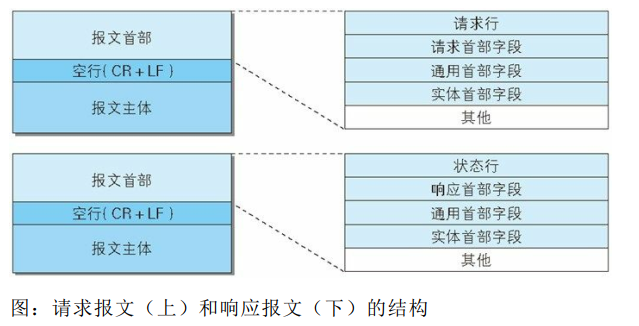 报文首部
空行(CR+LF)
报文主体
请求行
请求首部字段
通用首部字段
实体首部字段
其他
报文首部
空行(CR+LF)
报文主体
状态行
响应首部字段
通用首部字段
实体首部字段
其他
图：请求报文（上）和响应报文（下）的结构